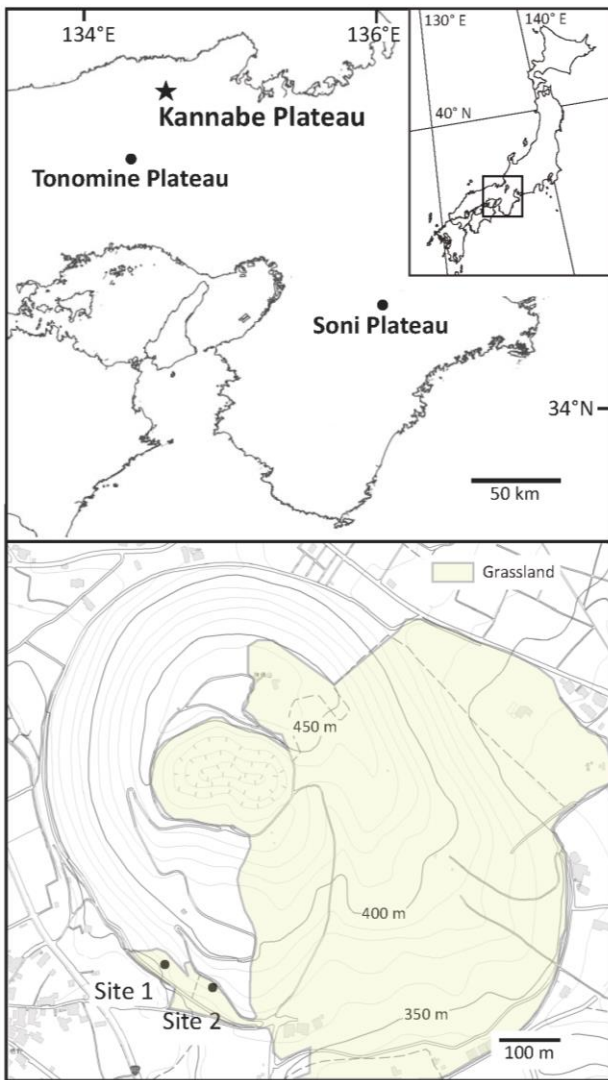 134°E
136°E
130°E
140°E
40° N
Kannabe Plateau
Tonomine Plateau
Soni Plateau
34°N
50 km
Grassland
450 m
400 m
Site 1
Site 2
350 m
100 m